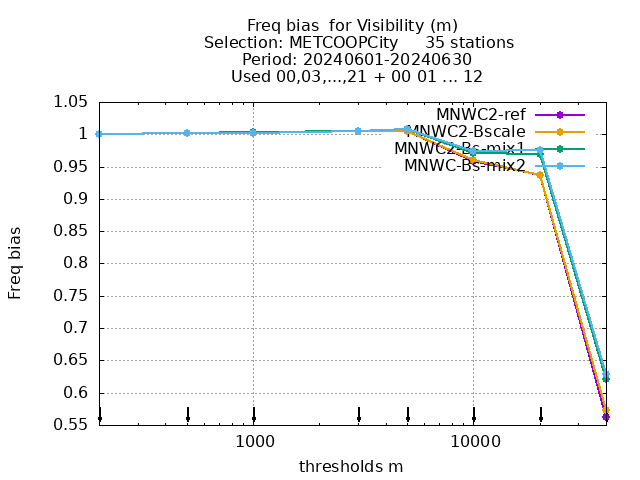 Freq bias  for Visibility (m)
Selection: METCOOPCity     35 stations
Period: 20240601-20240630
Used 00,03,...,21 + 00 01 ... 12
MNWC2-ref
MNWC2-Bscale
MNWC2-Bs-mix1
MNWC-Bs-mix2
1.05
1
0.95
0.9
0.85
0.8
0.75
0.7
0.65
0.6
0.55
Freq bias
1000 10000
thresholds m